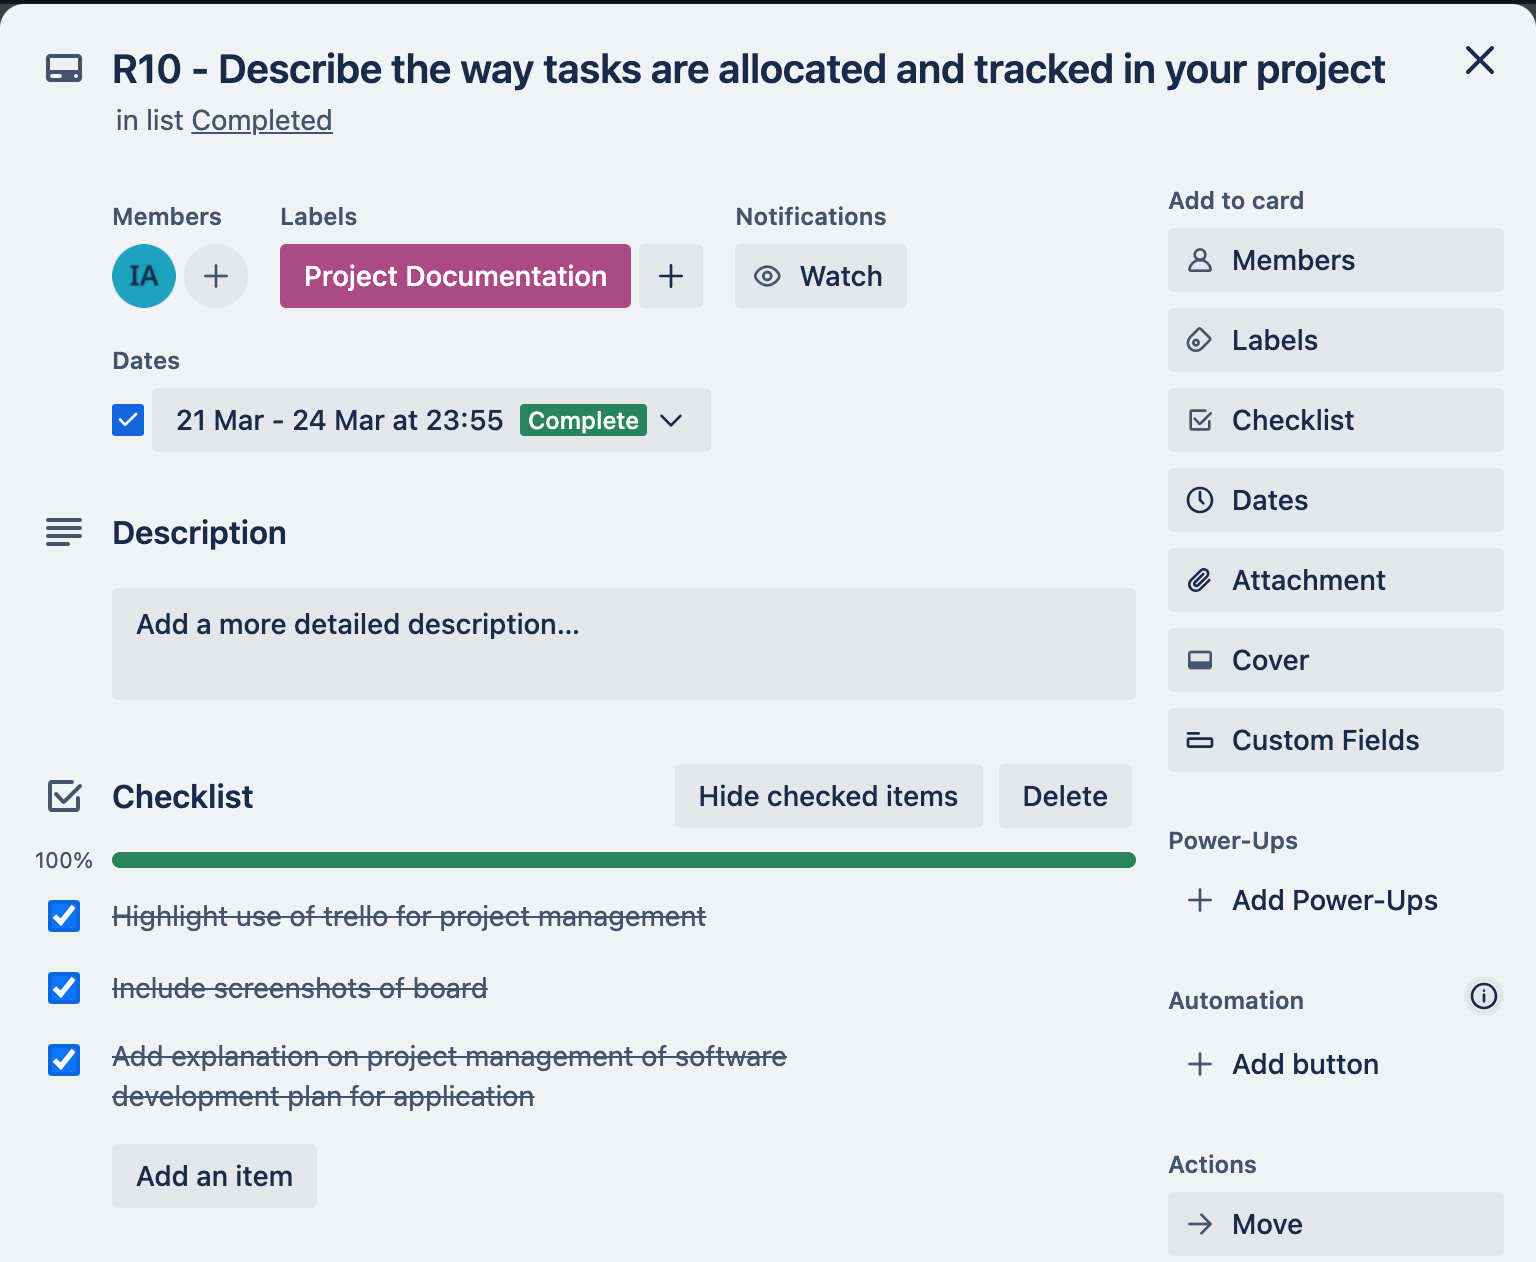 R10 - Describe the way tasks are allocated and tracked in your project
in list Completed
Members
Labels
Notifications
IA
Project Documentation
Watch
Dates
21 Mar - 24 Mar at 23:55 Complete
Description
Add a more detailed description...
Checklist
Hide checked items
Delete
100%
Highlight use of trello for project management
Include screenshots of board
Add explanation on project management of software
development plan for application
Add an item
Add to card
Members
Labels
Checklist
Dates
Attachment
Cover
Custom Fields
Power-Ups
Add Power-Ups
Automation
Add button
Actions
Move